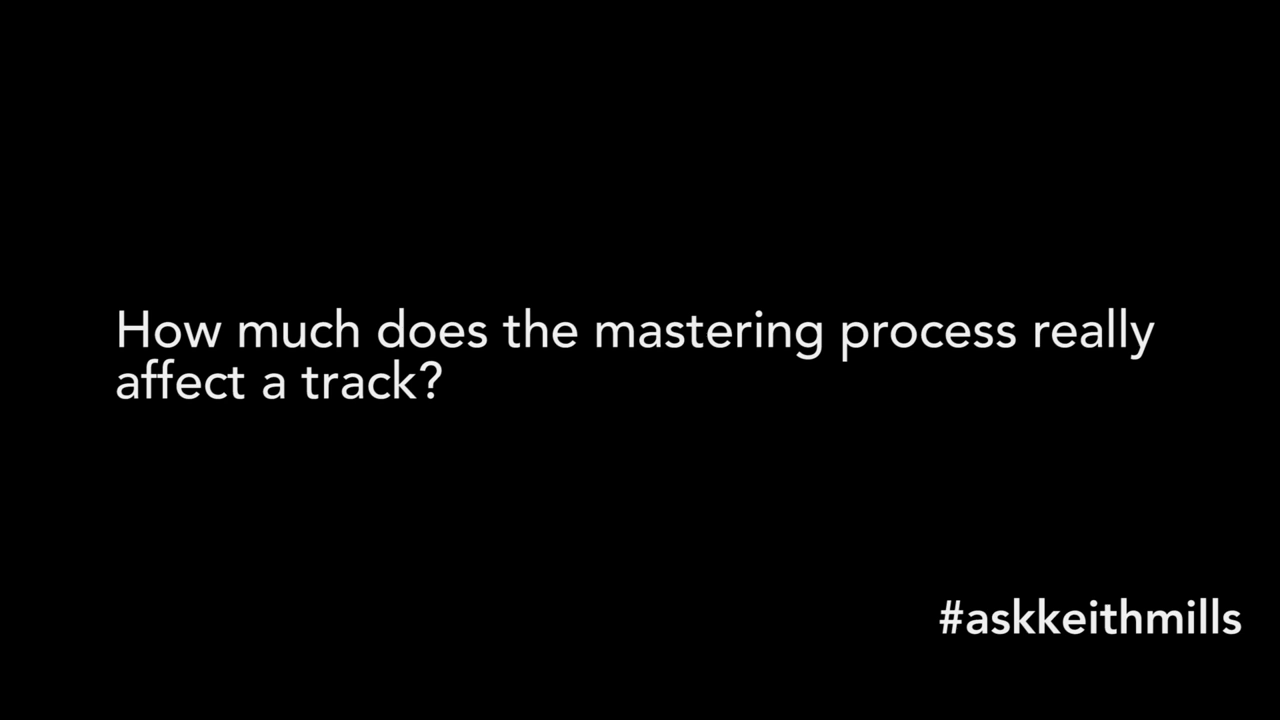 How much does the mastering process really
affect a track?
#askkeithmills